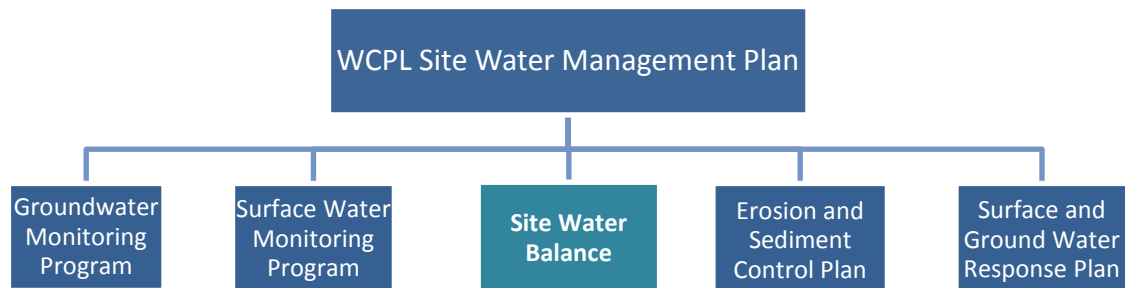 WCPL Site Water Management Plan
Groundwater
Monitoring
Program
Surface Water
Monitoring
Program
Site Water
Balance
Erosion and
Sediment
Control Plan
Surface and
Ground Water
Response Plan